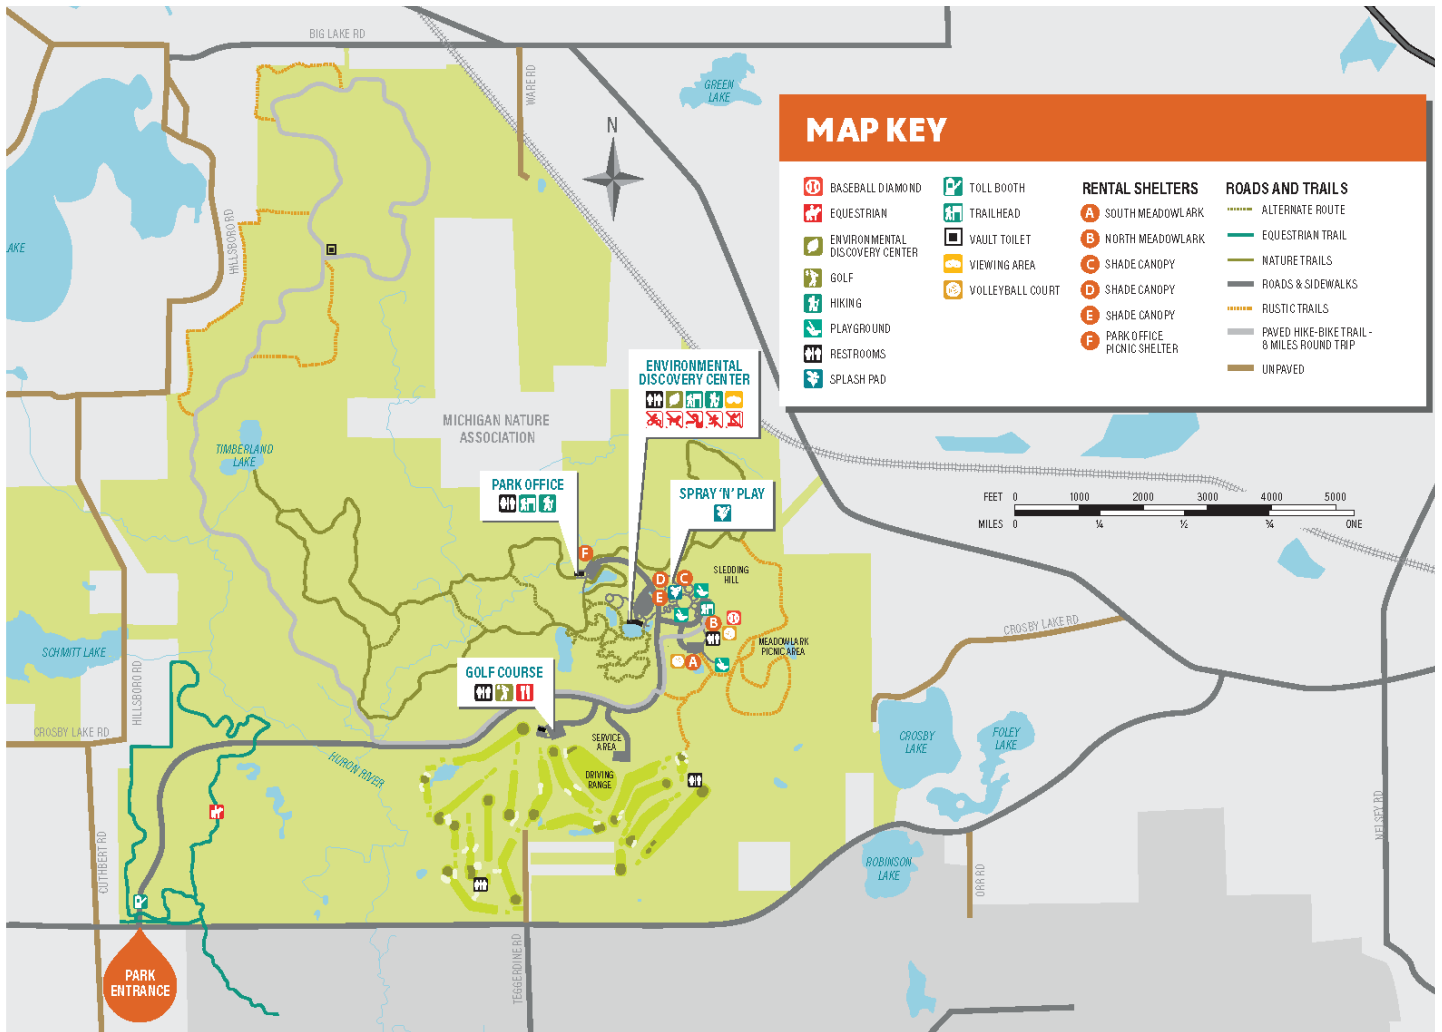 BIG LAKE RD
WARE RD
GREEN
LAKE
N
HILLSBORO RD
AKE
MAP KEY
BASEBALL DIAMOND
EQUESTRIAN
ENVIRONMENTAL
DISCOVERY CENTER
GOLF
HIKING
PLAYGROUND
RESTROOMS
SPLASH PAD
TOLL BOOTH
TRAILHEAD
VAULT TOILET
VIEWING AREA
VOLLEYBALL COURT
RENTAL SHELTERS
A SOUTH MEADOWLARK
B NORTH MEADOWLARK
C SHADE CANOPY
D SHADE CANOPY
E SHADE CANOPY
F PARK OFFICE
PICNIC SHELTER
ROADS AND TRAILS
ALTERNATE ROUTE
EQUESTRIAN TRAIL
NATURE TRAILS
ROADS & SIDEWALKS
RUSTIC TRAILS
PAVED HIKE-BIKE TRAIL -
8 MILES ROUND TRIP
UNPAVED
ENVIRONMENTAL
DISCOVERY CENTER
MICHIGAN NATURE
ASSOCIATION
TIMBERLAND
LAKE
PARK OFFICE
SPRAY 'N' PLAY
FEET 0 1000 2000 3000 4000 5000
MILES 0 ¼ ½ ¾ ONE
F
D
C
E
B
A
SLEDDING
HILL
MEADOWLARK
PICNIC AREA
CROSBY LAKE RD
SCHMITT LAKE
HILLSBORO RD
GOLF COURSE
CROSBY LAKE RD
HURON RIVER
SERVICE
AREA
DRIVING
RANGE
CROSBY
LAKE
FOLEY
LAKE
NELSEY RD
CUTHBERT RD
ROBINSON
LAKE
ORR RD
TEGGERDINE RD
PARK
ENTRANCE